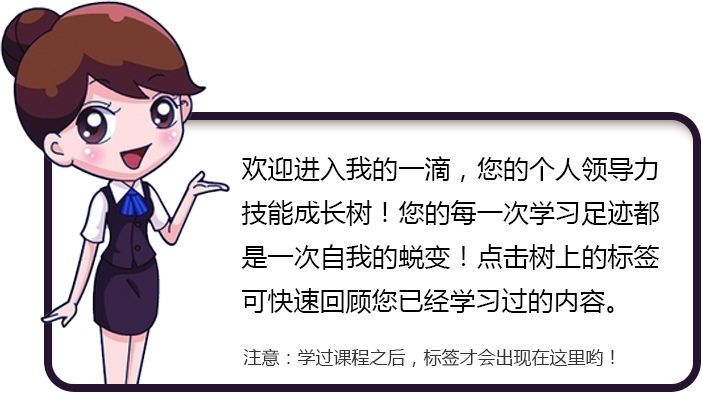 欢迎进入我的一滴，您的个人领导力
技能成长树！您的每一次学习足迹都
是一次自我的蜕变！点击树上的标签
可快速回顾您已经学习过的内容。
注意：学过课程之后，标签才会出现在这里哟！